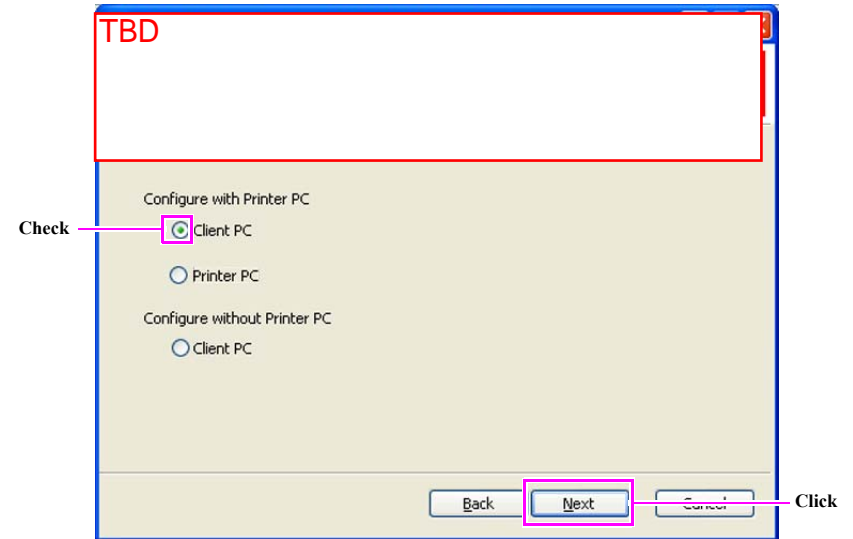 TBD
Configure with Printer PC
Check
Client PC
Printer PC
Configure without Printer PC
Client PC
Back
Next
Cancel
Click